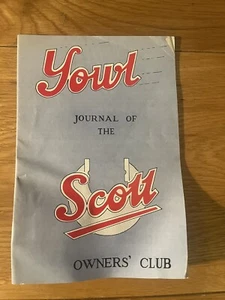 Yowl
JOURNAL OF
THE
Scott
OWNERS' CLUB